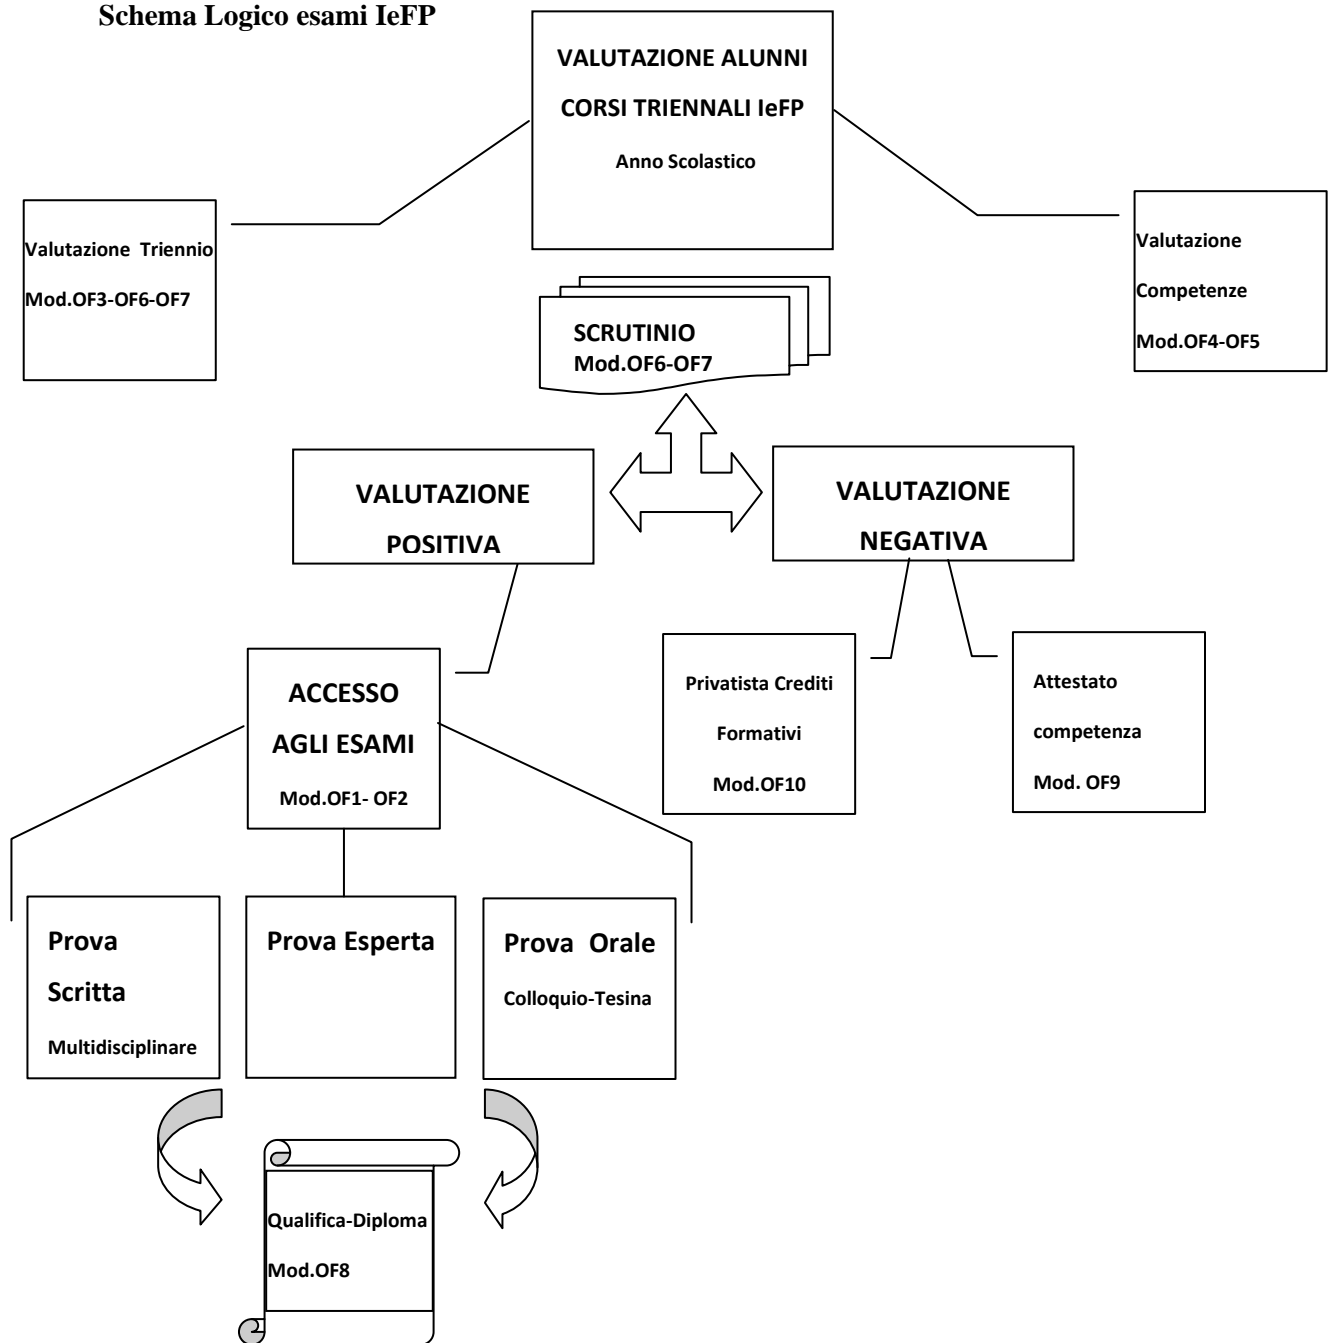 Schema Logico esami IeFP
VALUTAZIONE ALUNNI
CORSI TRIENNALI IeFP
Anno Scolastico
Valutazione Triennio
Mod.OF3-OF6-OF7
Valutazione
Competenze
Mod.OF4-OF5
SCRUTINIO
Mod.OF6-OF7
VALUTAZIONE
POSITIVA
VALUTAZIONE
NEGATIVA
ACCESSO
AGLI ESAMI
Mod.OF1- OF2
Privatista Crediti
Formativi
Mod.OF10
Attestato
competenza
Mod. OF9
Prova
Scritta
Multidisciplinare
Prova Esperta
Prova Orale
Colloquio-Tesina
Qualifica-Diploma
Mod.OF8